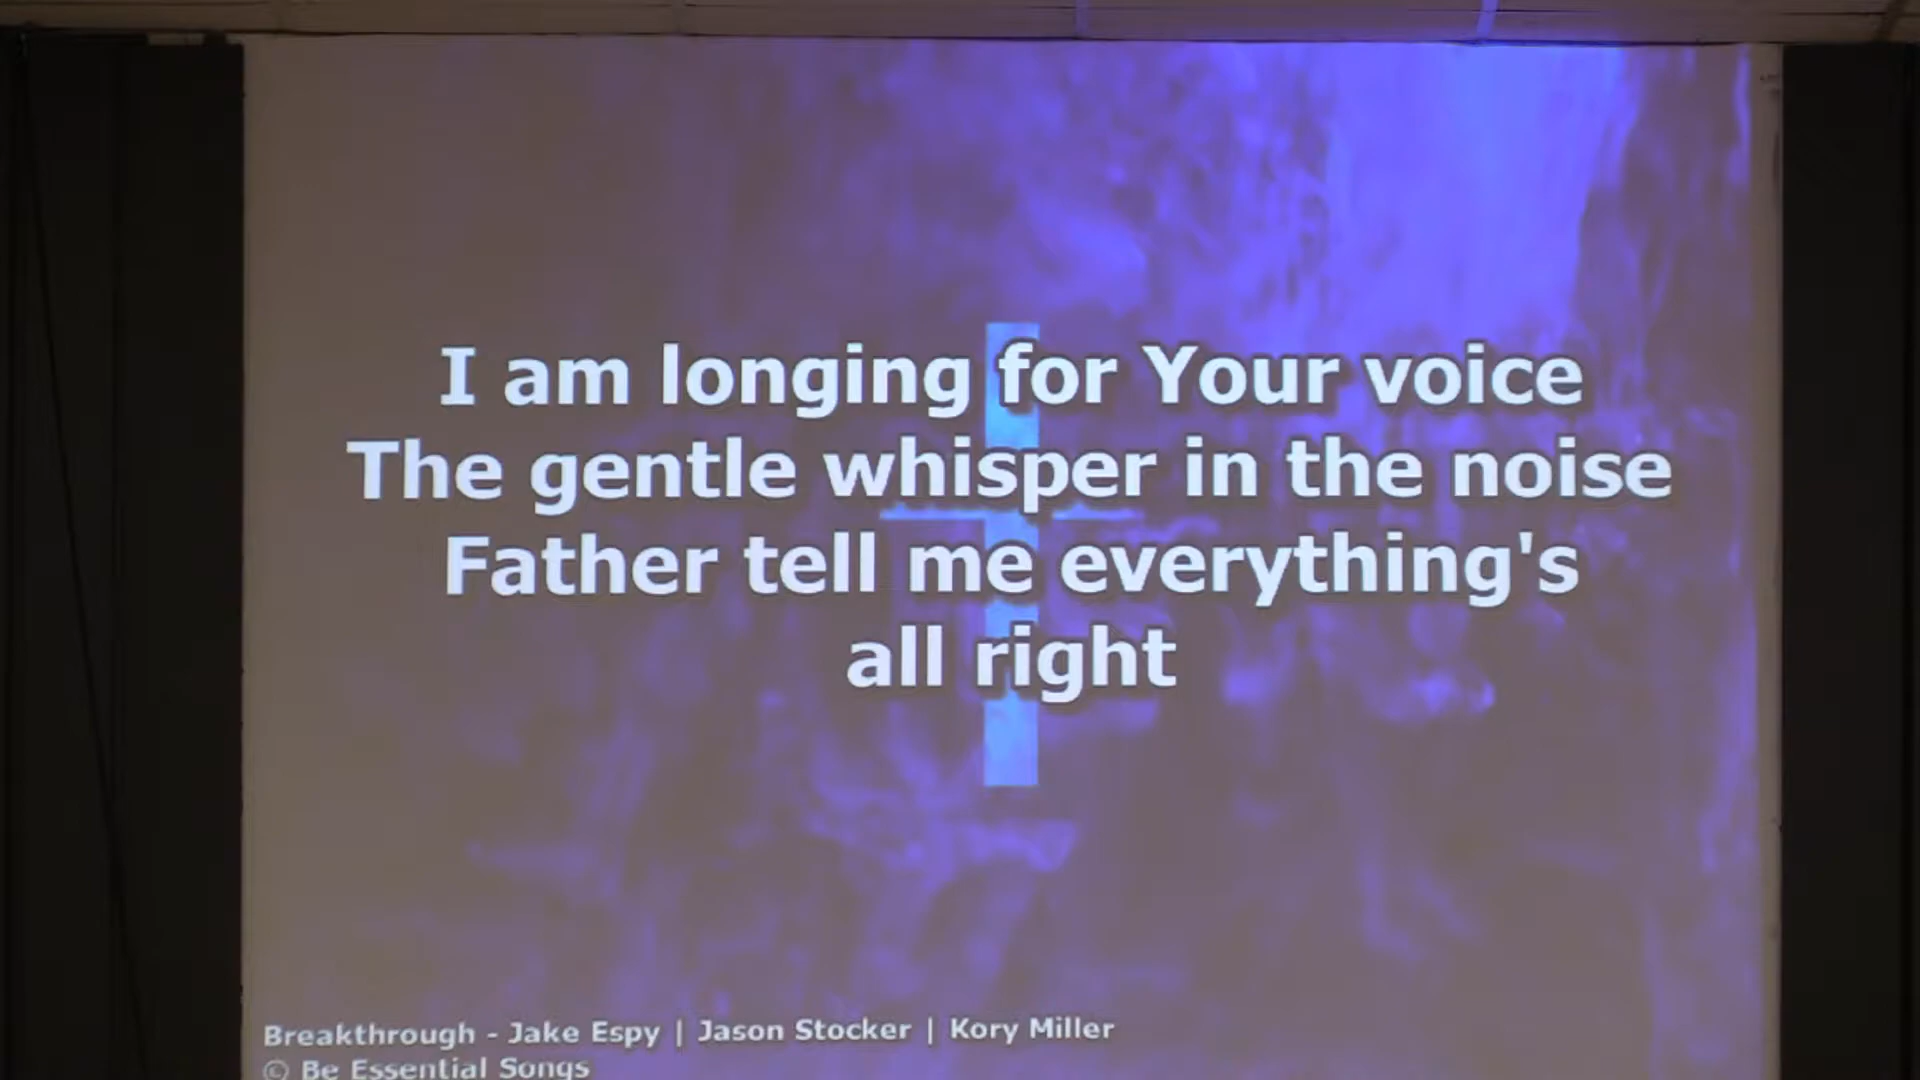 I am longing for Your voice
The gentle whisper in the noise
Father tell me everything's
all right
Breakthrough - Jake Espy | Jason Stocker | Kory Miller
© Be Essential Songs